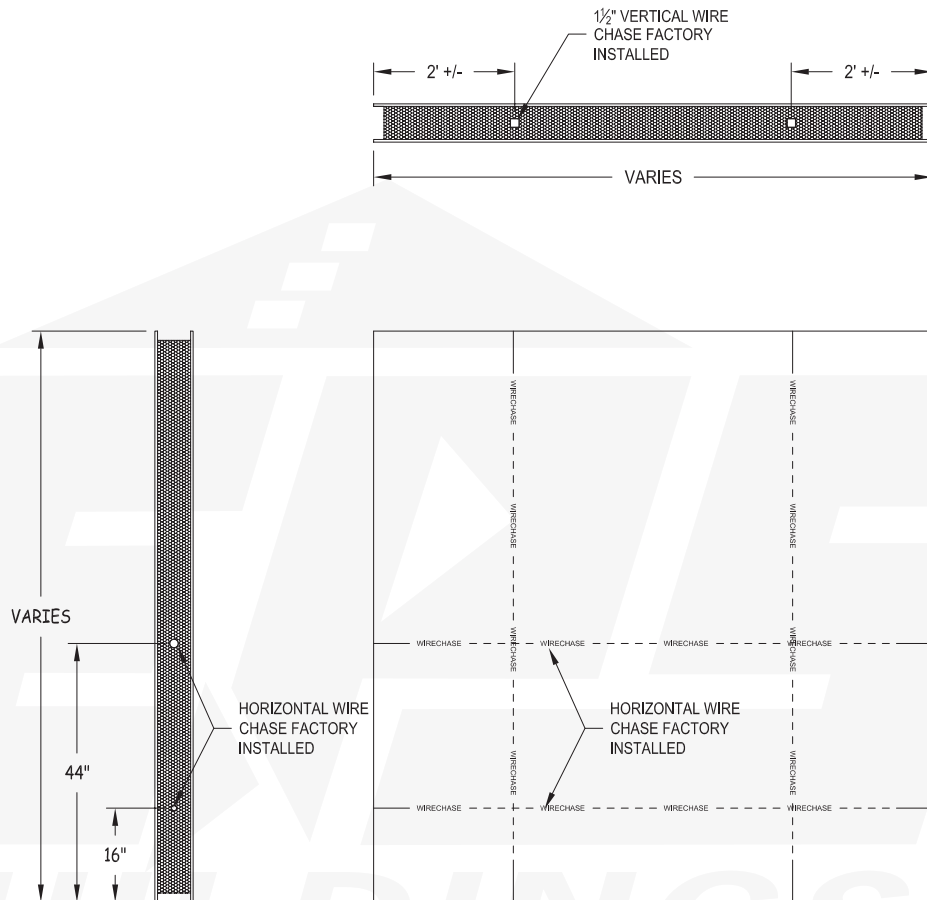 1½" VERTICAL WIRE
CHASE FACTORY
INSTALLED
2' +/-
2' +/-
VARIES
WIRECHASE
WIRECHASE
WIRECHASE
WIRECHASE
VARIES
WIRECHASE
WIRECHASE
WIRECHASE
WIRECHASE
WIRECHASE
WIRECHASE
HORIZONTAL WIRE
CHASE FACTORY
INSTALLED
HORIZONTAL WIRE
CHASE FACTORY
INSTALLED
44"
WIRECHASE
WIRECHASE
WIRECHASE
WIRECHASE
WIRECHASE
WIRECHASE
16"